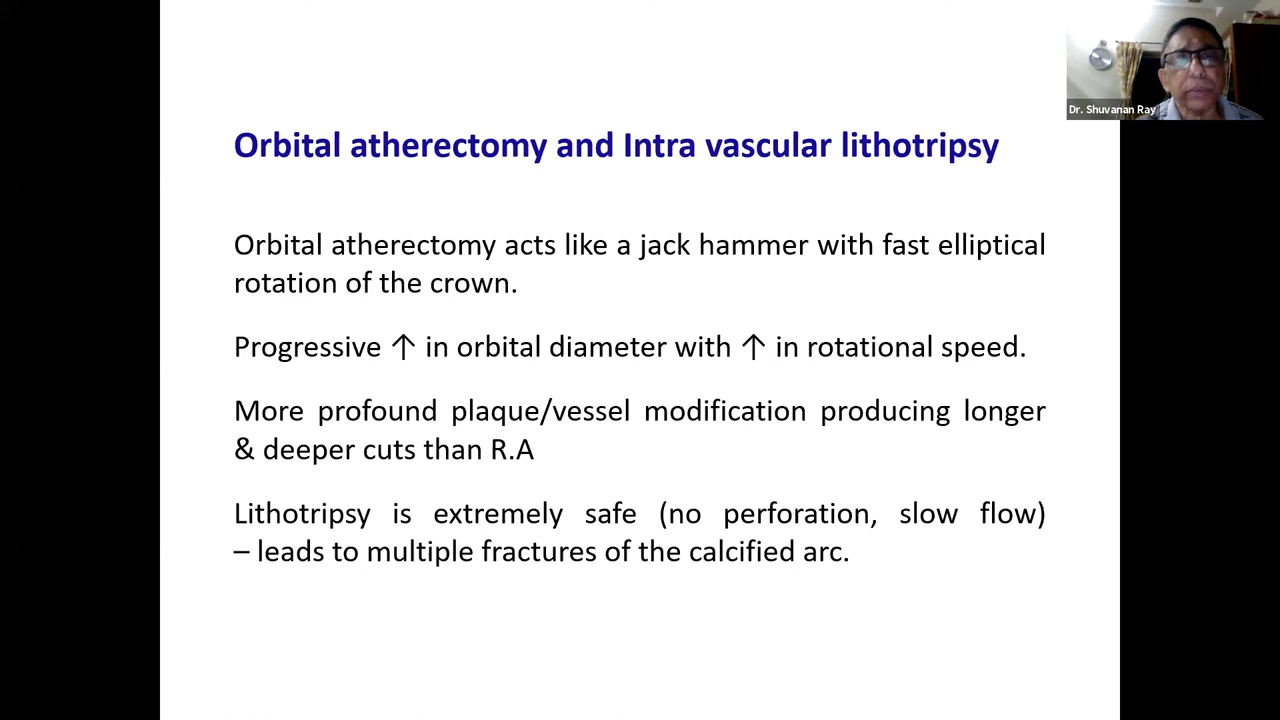 Dr. Shuvanan Ray
Orbital atherectomy and Intra vascular lithotripsy
Orbital atherectomy acts like a jack hammer with fast elliptical
rotation of the crown.
Progressive ↑ in orbital diameter with ↑ in rotational speed.
More profound plaque/vessel modification producing longer
& deeper cuts than R.A
Lithotripsy is extremely safe (no perforation, slow flow)
– leads to multiple fractures of the calcified arc.